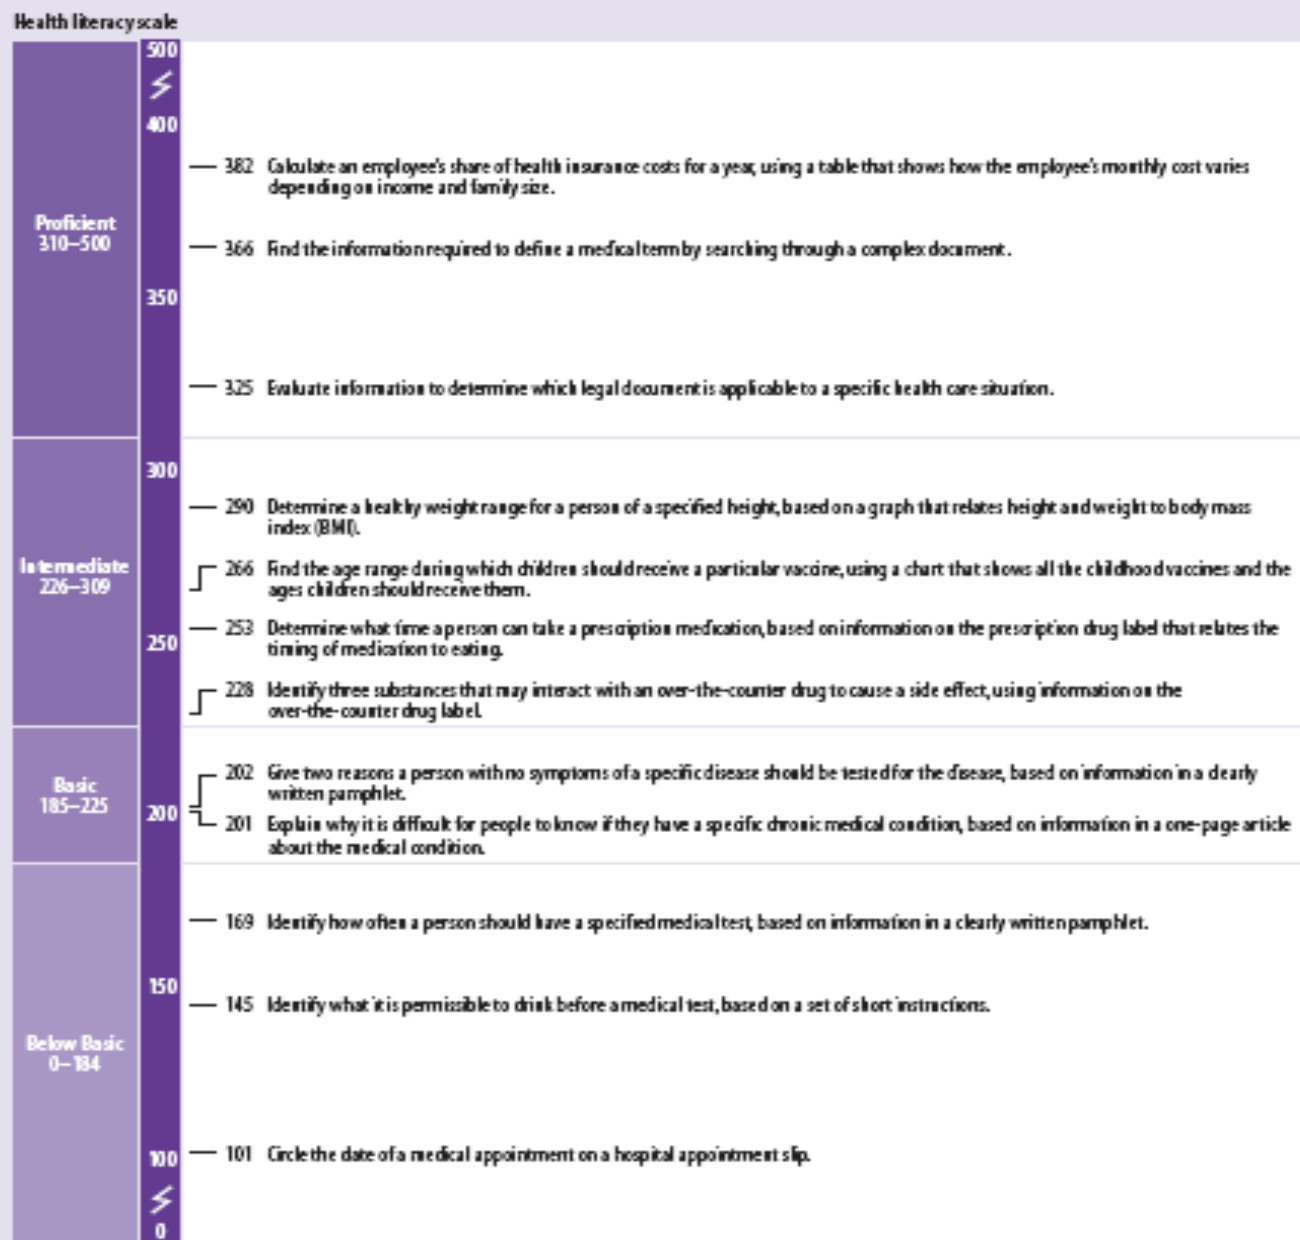 Health literacy scale
500
400
382 Calculate an employee's share of health insurance costs for a year, using a table that shows how the employee's monthly cost varies
depending on income and family size.
Proficient
310–500
366 Find the information required to define a medical term by searching through a complex document.
350
325 Evaluate information to determine which legal document is applicable to a specific health care situation.
300
290 Determine a healthy weight range for a person of a specified height, based on a graph that relates height and weight to body mass
index (BMI).
Intermediate
226–309
266 Find the age range during which children should receive a particular vaccine, using a chart that shows all the childhood vaccines and the
ages children should receive them.
253 Determine what time a person can take a prescription medication, based on information on the prescription drug label that relates the
timing of medication to eating.
250
228 Identify three substances that may interact with an over-the-counter drug to cause a side effect, using information on the
over-the-counter drug label.
Basic
185–225
202 Give two reasons a person with no symptoms of a specific disease should be tested for the disease, based on information in a clearly
written pamphlet.
200
201 Explain why it is difficult for people to know if they have a specific chronic medical condition, based on information in a one-page article
about the medical condition.
169 Identify how often a person should have a specified medical test, based on information in a clearly written pamphlet.
150
145 Identify what it is permissible to drink before a medical test, based on a set of short instructions.
Below Basic
0–184
100
101 Circle the date of a medical appointment on a hospital appointment slip.
0